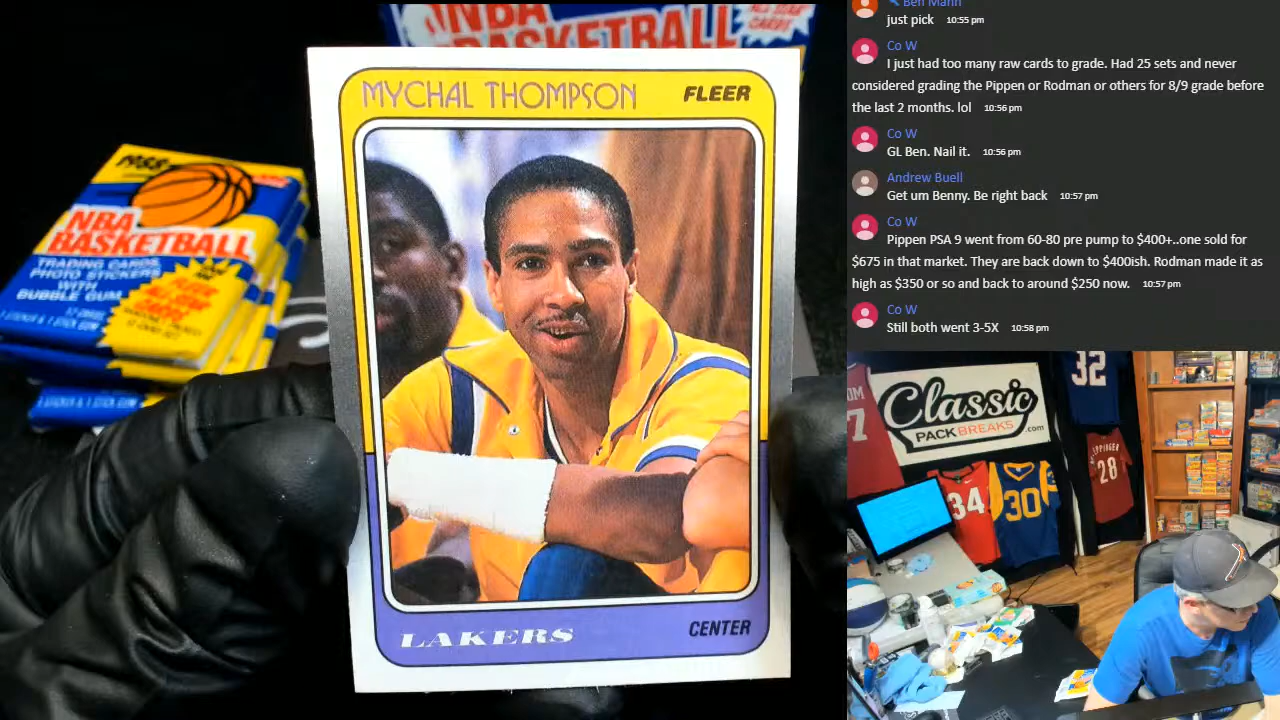 NBA
BASKETBALL
MYCHAL THOMPSON
FLEER
LAKERS
CENTER
1988
NBA
BASKETBALL
TRADING CARDS,
PHOTO STICKERS
WITH
BUBBLE GUM
Ben Mann
just pick 10:55 pm
Co W
I just had too many raw cards to grade. Had 25 sets and never
considered grading the Pippen or Rodman or others for 8/9 grade before
the last 2 months. lol 10:56 pm
Co W
GL Ben. Nail it. 10:56 pm
Andrew Buell
Get um Benny. Be right back 10:57 pm
Co W
Pippen PSA 9 went from 60-80 pre pump to $400+..one sold for
$675 in that market. They are back down to $400ish. Rodman made it as
high as $350 or so and back to around $250 now. 10:57 pm
Co W
Still both went 3-5X 10:58 pm
Classic
PACK BREAKS.com
32
7
34
30
28